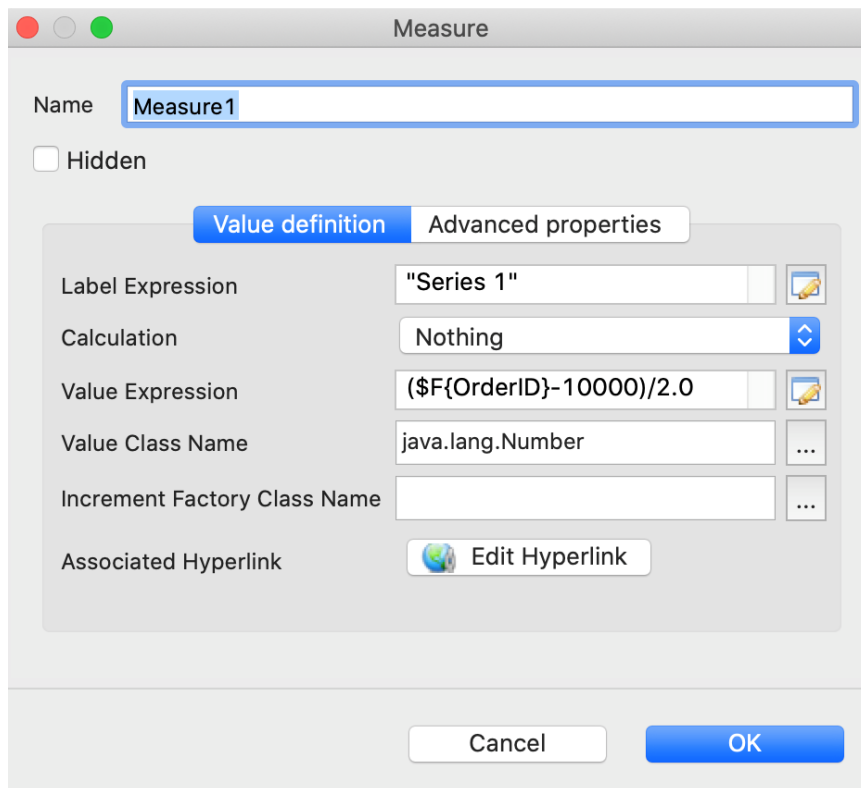 Measure
Name Measure1
Hidden
Value definition Advanced properties
Label Expression "Series 1"
Calculation Nothing
Value Expression ($F{OrderID}-10000)/2.0
Value Class Name java.lang.Number ...
Increment Factory Class Name ...
Associated Hyperlink Edit Hyperlink
Cancel OK